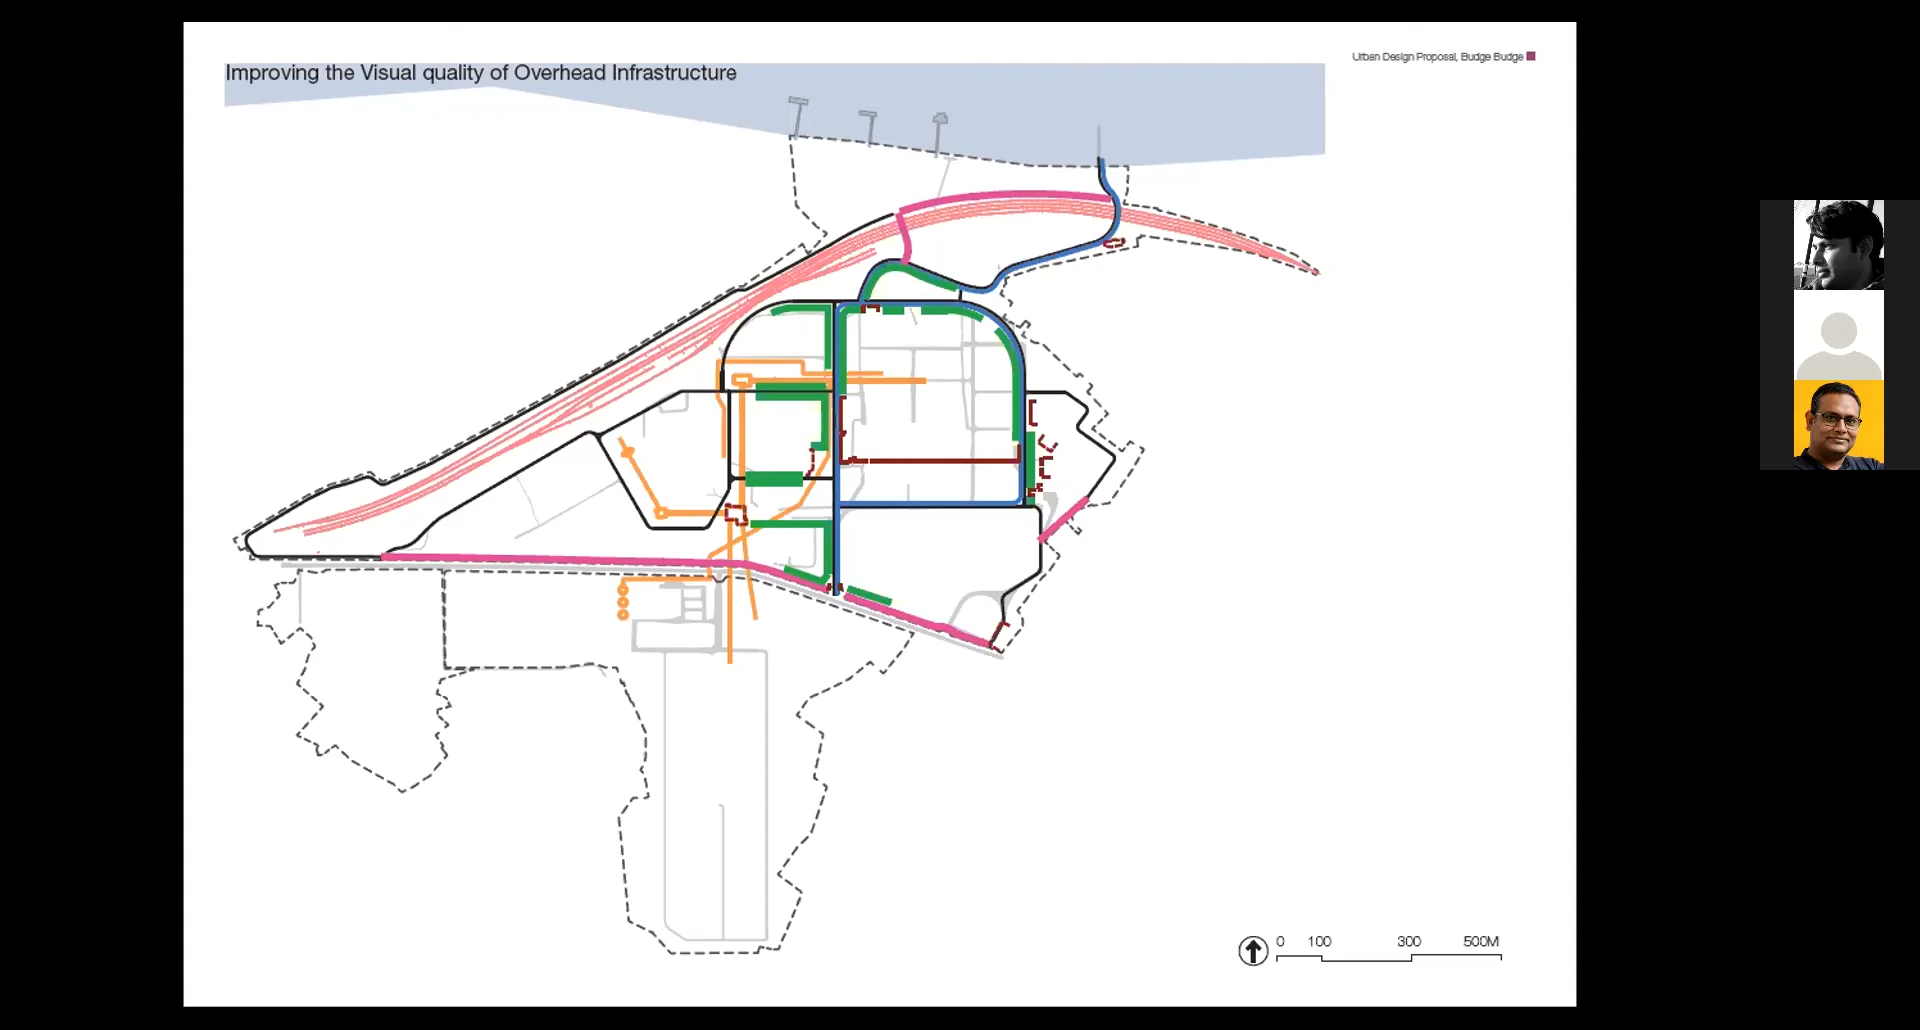 Urban Design Proposal, Budge Budge
Improving the Visual quality of Overhead Infrastructure
0 100 300 500M